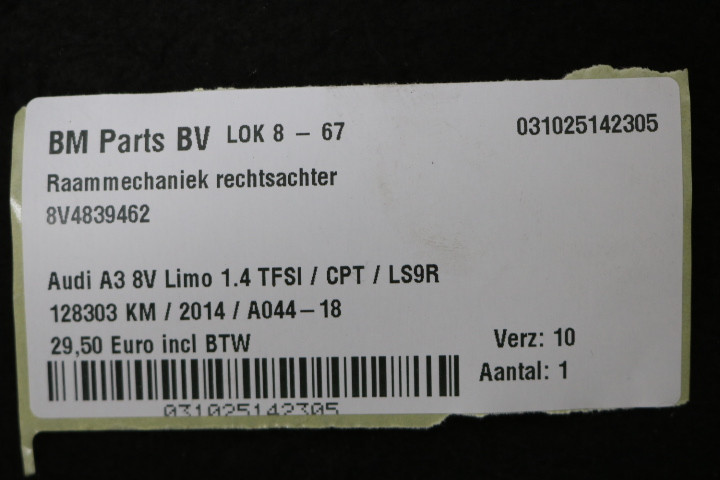 BM Parts BV LOK 8 – 67 031025142305
Raammechaniek rechtsachter
8V4839462
Audi A3 8V Limo 1.4 TFSI / CPT / LS9R
128303 KM / 2014 / A044–18
29,50 Euro incl BTW
Verz: 10
Aantal: 1
031025142305